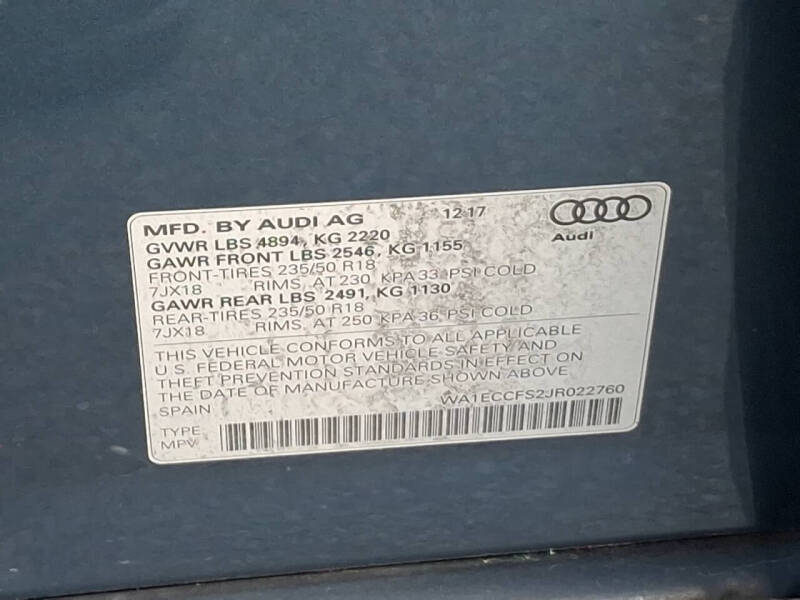 MFD. BY AUDI AG 12 17
GVWR LBS 4894, KG 2220
GAWR FRONT LBS 2546, KG 1155
FRONT-TIRES 235/50 R18
7JX18 RIMS, AT 230 KPA 33, PSI COLD
GAWR REAR LBS 2491, KG 1130
REAR-TIRES 235/50 R18
7JX18 RIMS, AT 250 KPA 36, PSI COLD
Audi
THIS VEHICLE CONFORMS TO ALL APPLICABLE
U.S. FEDERAL MOTOR VEHICLE SAFETY AND
THEFT PREVENTION STANDARDS IN EFFECT ON
THE DATE OF MANUFACTURE SHOWN ABOVE.
SPAIN WA1ECCFS2JR022760
TYPE
MPV